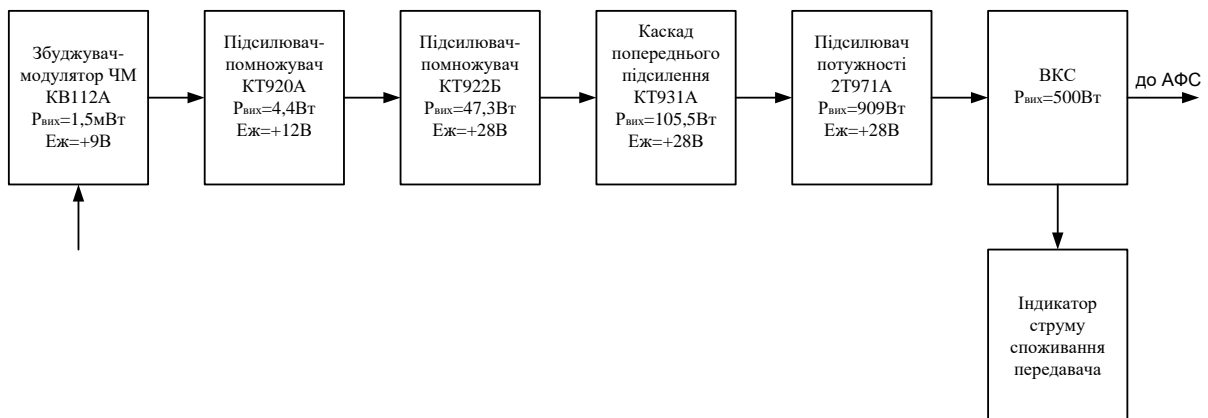 Збуджувач-
модулятор ЧМ
КВ112А
Рвих=1,5мВт
Еж=+9В
Підсилювач-
помножувач
КТ920А
Рвих=4,4Вт
Еж=+12В
Підсилювач-
помножувач
КТ922Б
Рвих=47,3Вт
Еж=+28В
Каскад
попереднього
підсилення
КТ931А
Рвих=105,5Вт
Еж=+28В
Підсилювач
потужності
2Т971А
Рвих=909Вт
Еж=+28В
ВКС
Рвих=500Вт
до АФС
Індикатор
струму
споживання
передавача